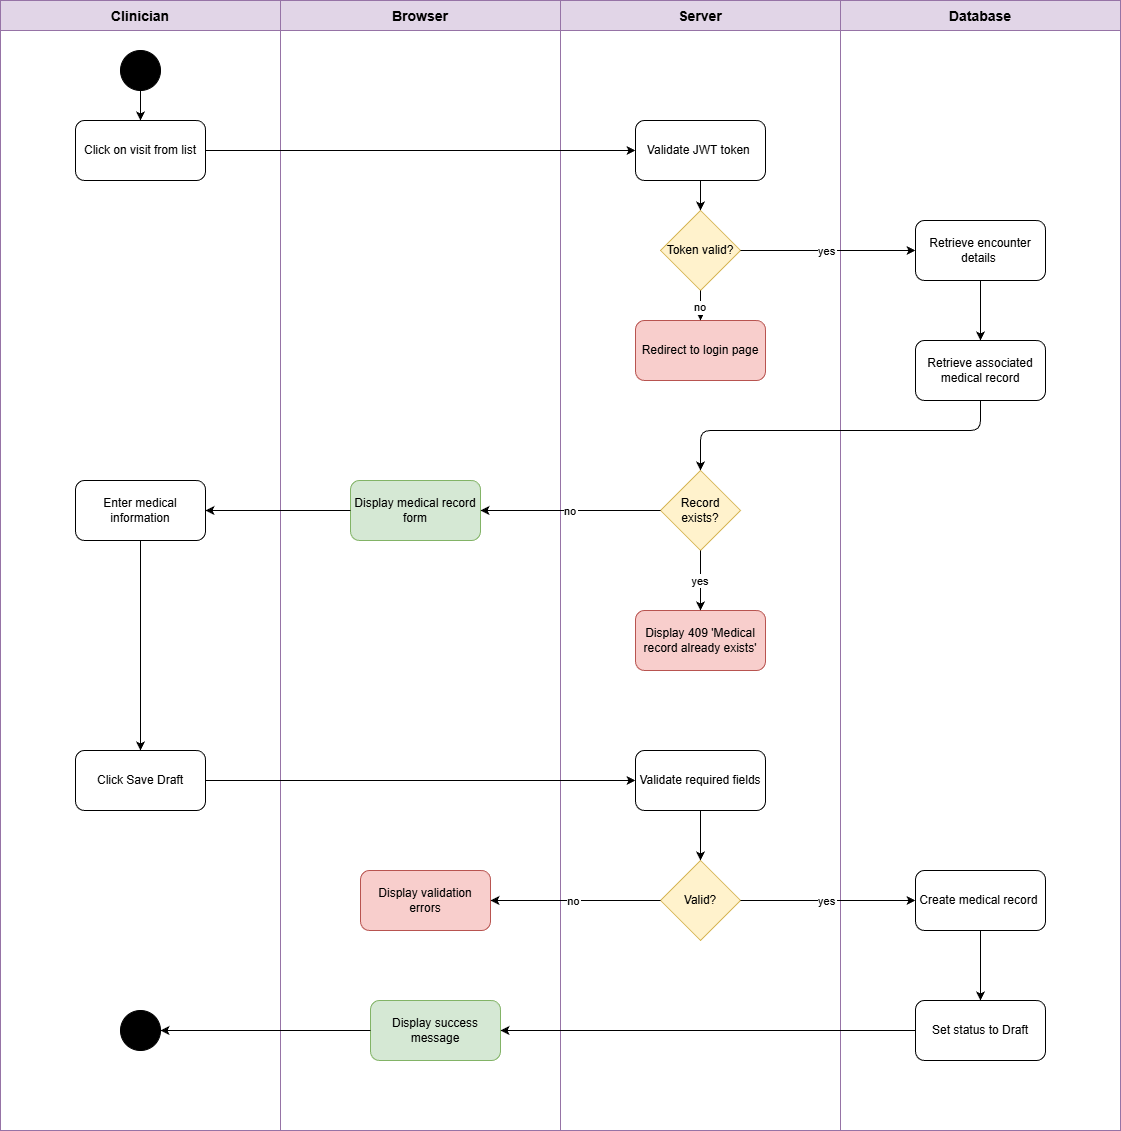 Clinician
Browser
Server
Database
Click on visit from list
Validate JWT token
Token valid?
yes
Retrieve encounter
details
no
Redirect to login page
Retrieve associated
medical record
Enter medical
information
Display medical record
form
no
Record
exists?
yes
Display 409 'Medical
record already exists'
Click Save Draft
Validate required fields
Display validation
errors
no
Valid?
yes
Create medical record
Display success
message
Set status to Draft